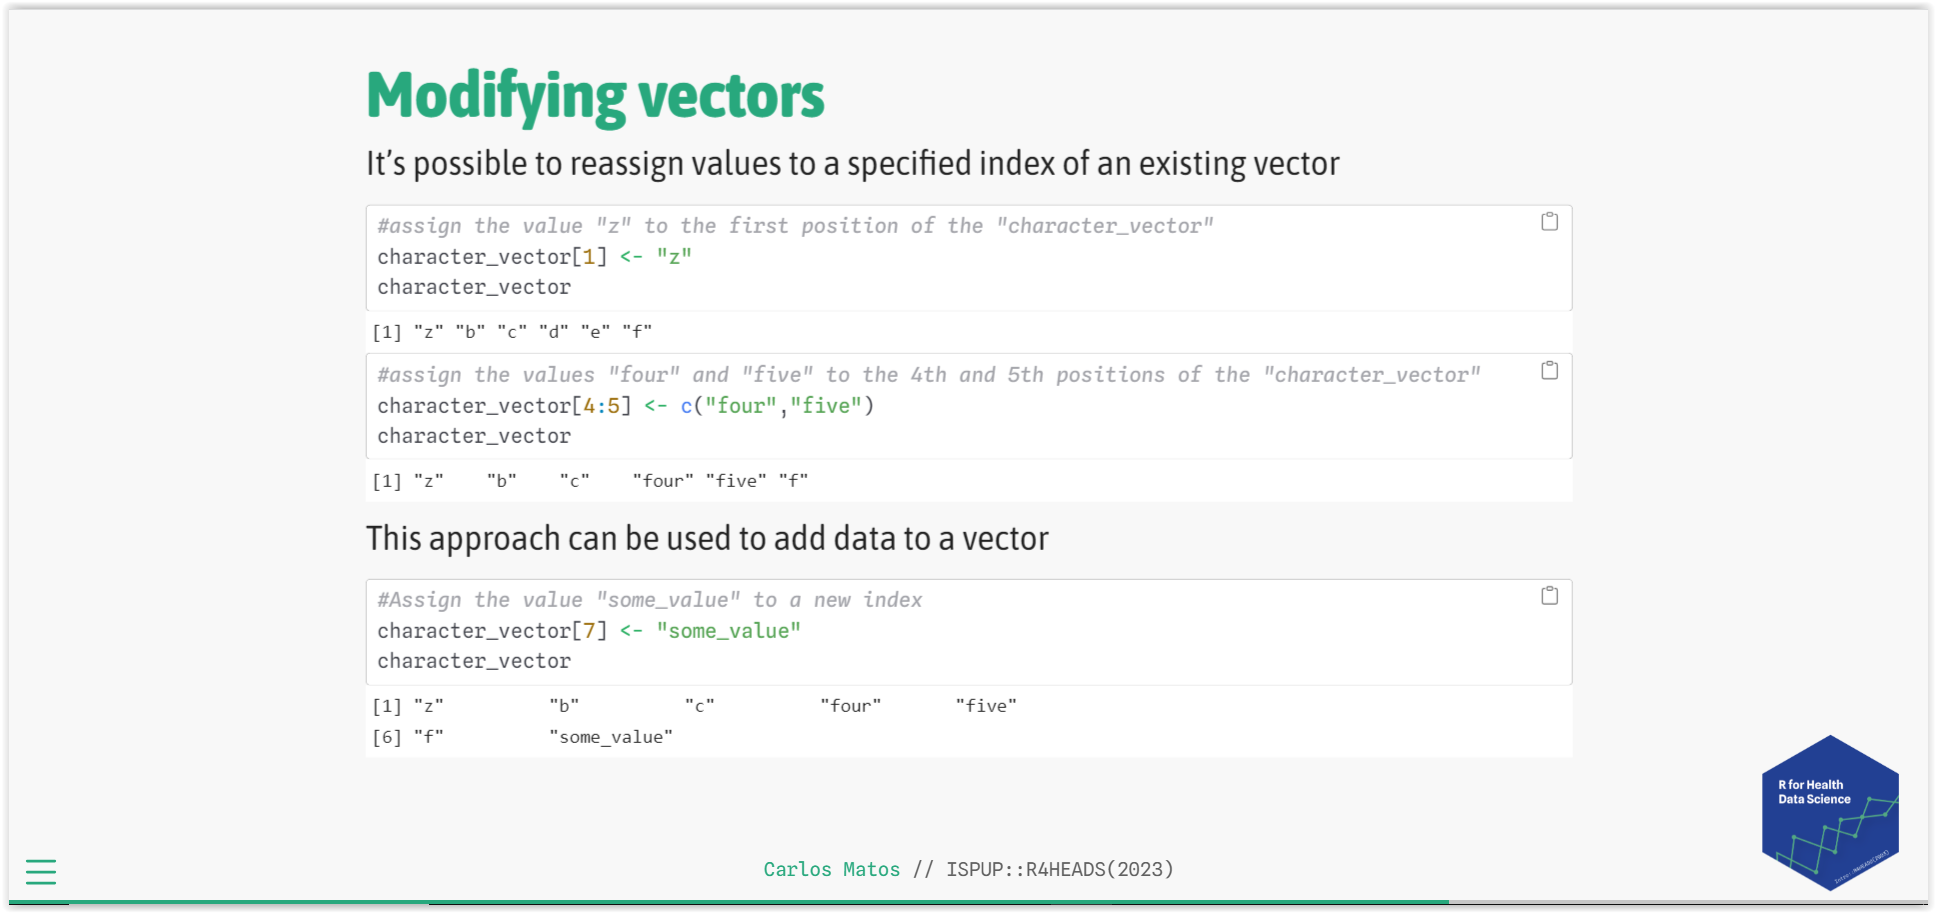 Modifying vectors
It's possible to reassign values to a specified index of an existing vector
#assign the value "z" to the first position of the "character_vector"
character_vector[1] <- "z"
character_vector
[1] "z" "b" "c" "d" "e" "f"
#assign the values "four" and "five" to the 4th and 5th positions of the "character_vector"
character_vector[4:5] <- c("four","five")
character_vector
[1] "z"    "b"    "c"    "four" "five" "f"
This approach can be used to add data to a vector
#Assign the value "some_value" to a new index
character_vector[7] <- "some_value"
character_vector
[1] "z"          "b"          "c"          "four"       "five"
[6] "f"          "some_value"
R for Health
Data Science
Carlos Matos // ISPUP::R4HEADS(2023)